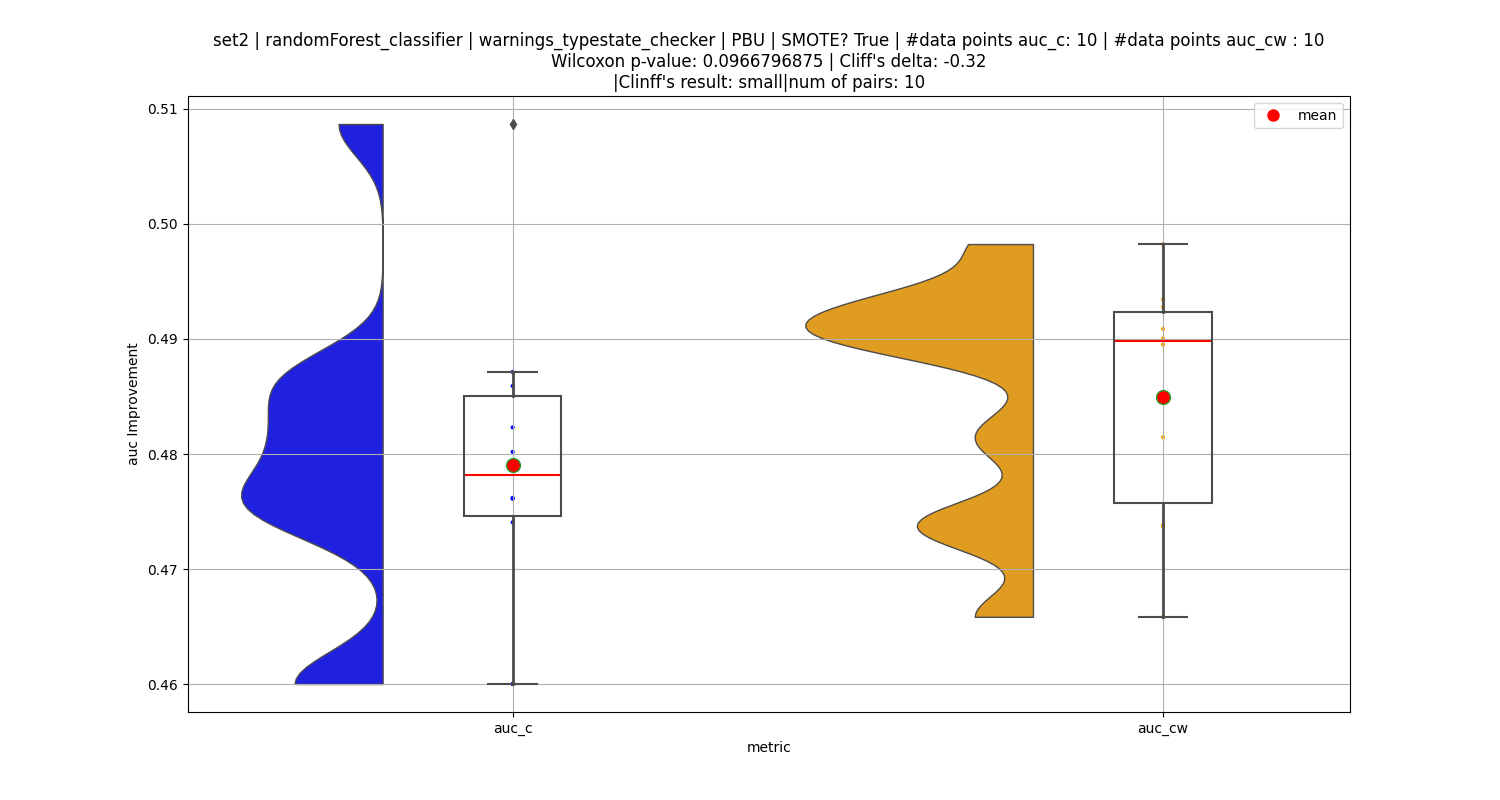 set2 | randomForest_classifier | warnings_typestate_checker | PBU | SMOTE? True | #data points auc_c: 10 | #data points auc_cw : 10
Wilcoxon p-value: 0.0966796875 | Cliff's delta: -0.32
|Clinff's result: small|num of pairs: 10
mean
0.51
0.50
0.49
0.48
0.47
0.46
auc Improvement
auc_c
auc_cw
metric